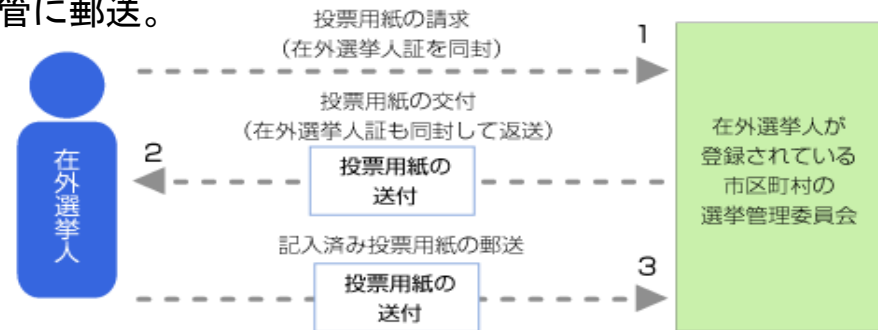 管に郵送。
投票用紙の請求
（在外選挙人証を同封）
1
投票用紙の交付
（在外選挙人証も同封して返送）
2
投票用紙の
送付
記入済み投票用紙の郵送
3
投票用紙の
送付
在外選挙人
在外選挙人が
登録されている
市区町村の
選挙管理委員会